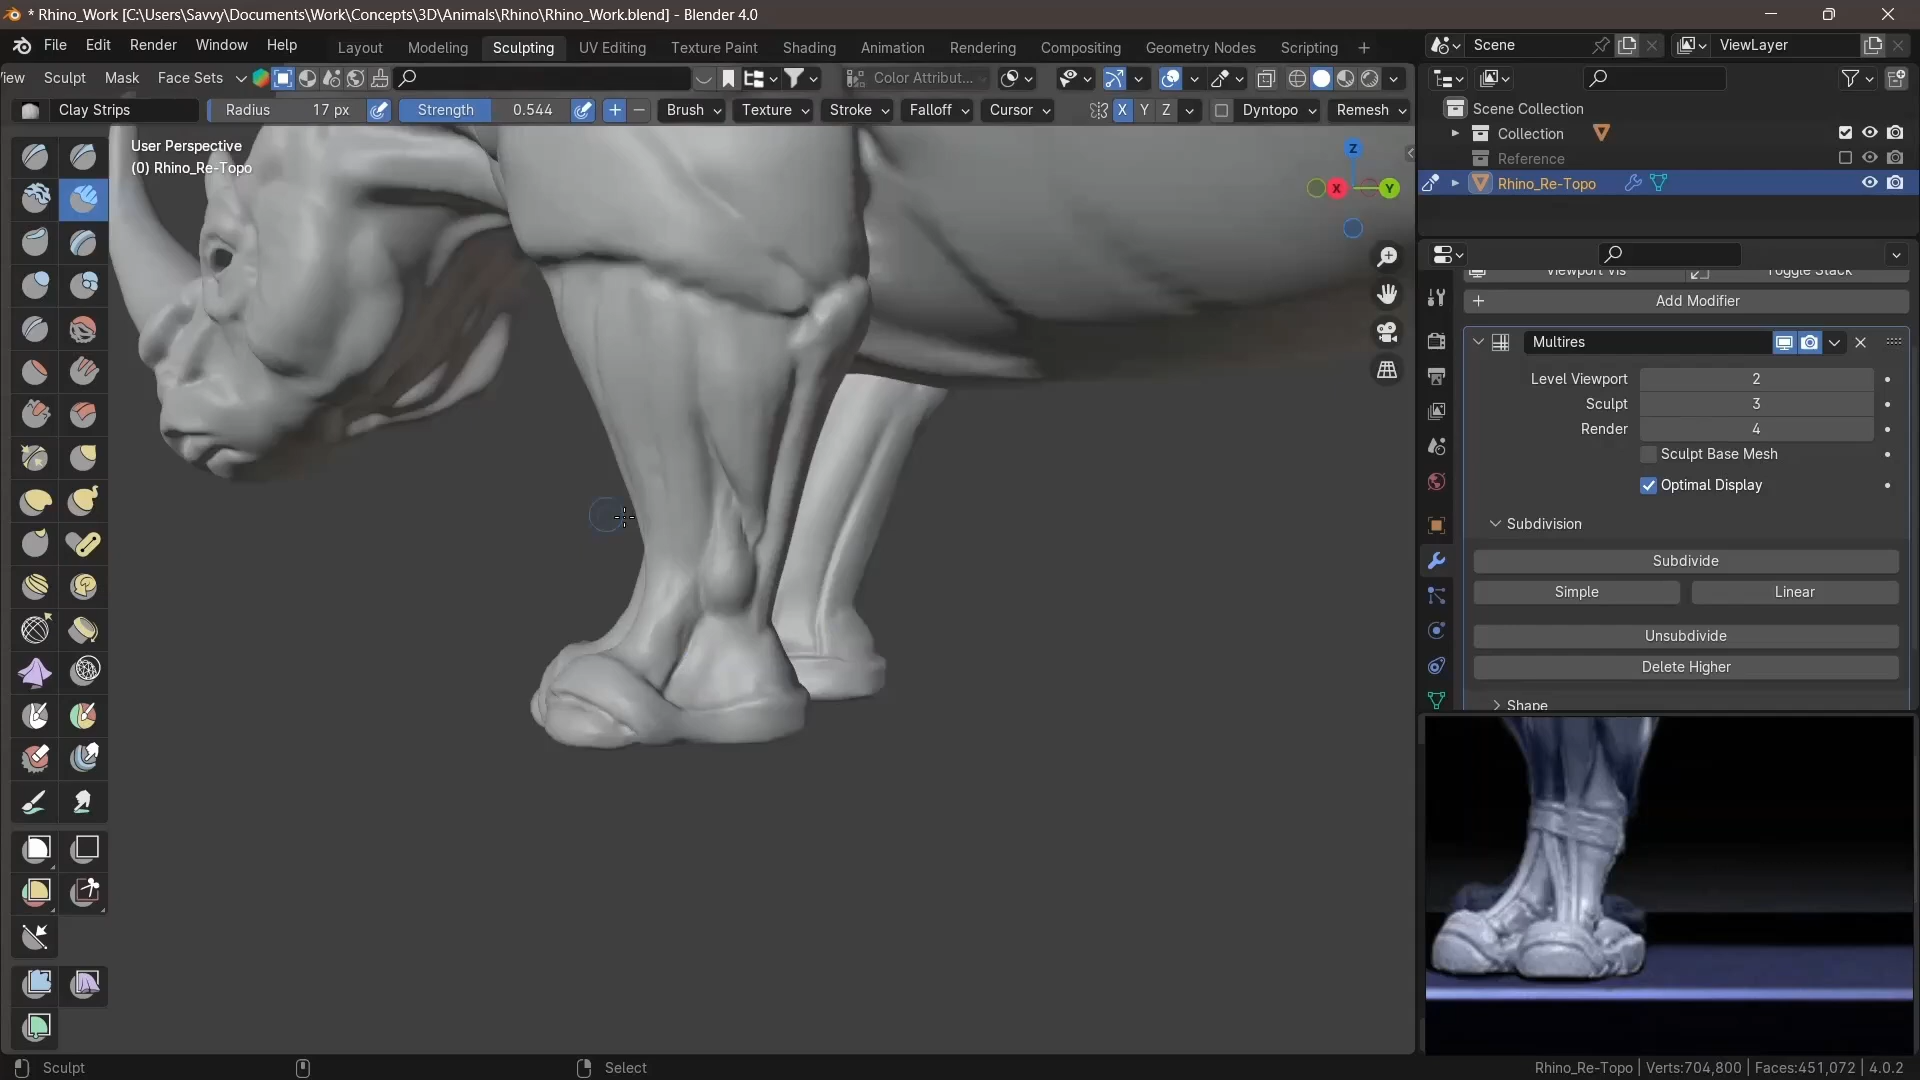 * Rhino_Work [C:\Users\Savvy\Documents\Work\Concepts\3D\Animals\Rhino\Rhino_Work.blend] - Blender 4.0
File Edit Render Window Help Layout Modeling Sculpting UV Editing Texture Paint Shading Animation Rendering Compositing Geometry Nodes Scripting + Scene ViewLayer
iew Sculpt Mask Face Sets Color Attribut...
Clay Strips Radius 17 px Strength 0.544 + − Brush Texture Stroke Falloff Cursor X Y Z Dyntopo Remesh
User Perspective
(0) Rhino_Re-Topo
Z
X Y
Scene Collection
Collection
Reference
Rhino_Re-Topo
Viewport Vis Toggle Stack
+ Add Modifier
Multires
Level Viewport 2
Sculpt 3
Render 4
Sculpt Base Mesh
Optimal Display
Subdivision
Subdivide
Simple Linear
Unsubdivide
Delete Higher
Shape
Sculpt Select Rhino_Re-Topo | Verts:704,800 | Faces:451,072 | 4.0.2